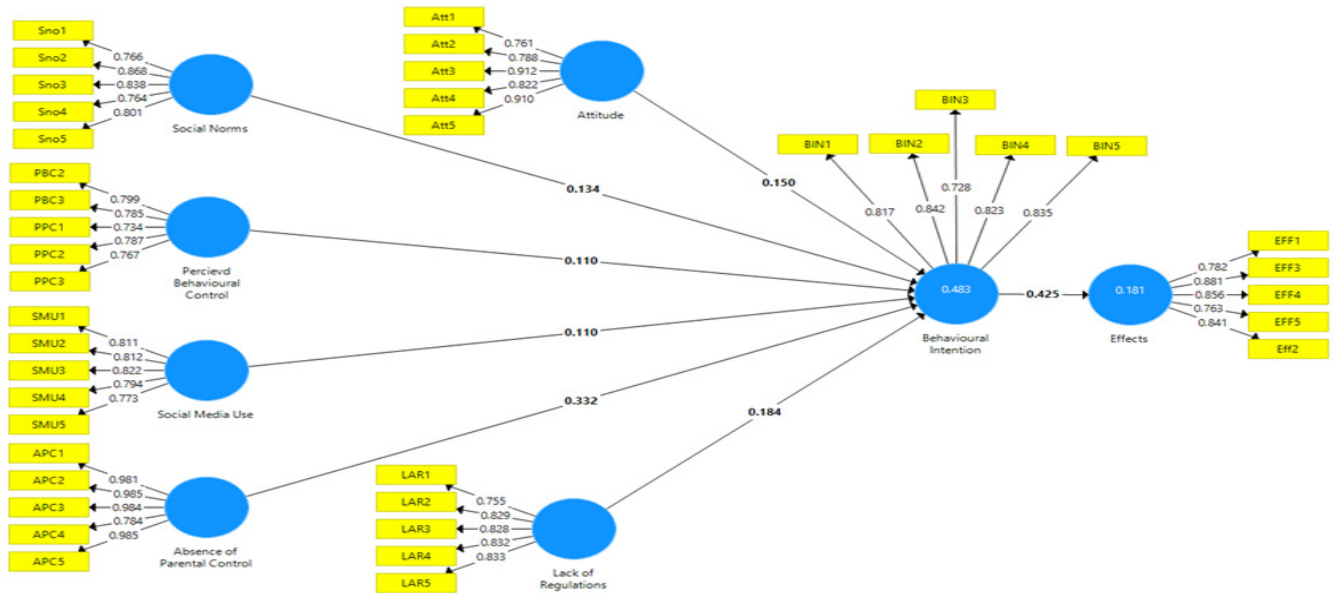 Sno1
Sno2
Sno3
Sno4
Sno5
0.766
0.868
0.838
0.764
0.801
Social Norms
Att1
Att2
Att3
Att4
Att5
0.761
0.788
0.912
0.822
0.910
Attitude
PBC2
PBC3
PPC1
PPC2
PPC3
0.799
0.785
0.734
0.787
0.767
Percievd
Behavioural
Control
SMU1
SMU2
SMU3
SMU4
SMU5
0.811
0.812
0.822
0.794
0.773
Social Media Use
APC1
APC2
APC3
APC4
APC5
0.981
0.985
0.984
0.784
0.985
Absence of
Parental Control
LAR1
LAR2
LAR3
LAR4
LAR5
0.755
0.829
0.828
0.832
0.833
Lack of
Regulations
0.134
0.150
0.110
0.110
0.332
0.184
BIN1
BIN2
BIN3
BIN4
BIN5
0.817
0.842
0.728
0.823
0.835
0.483
Behavioural
Intention
0.425
0.181
Effects
EFF1
EFF3
EFF4
EFF5
Eff2
0.782
0.881
0.856
0.763
0.841